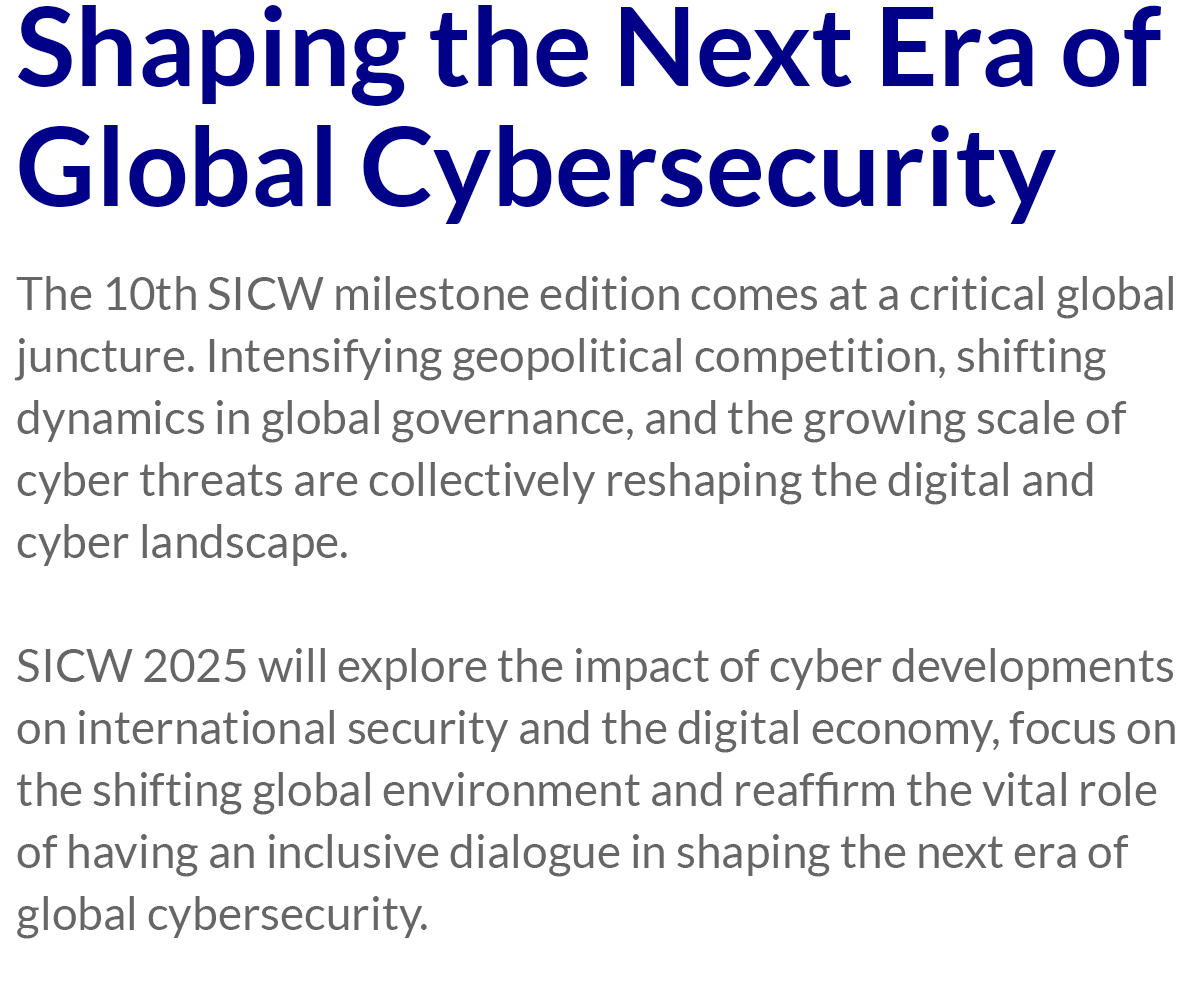 Shaping the Next Era of
Global Cybersecurity
The 10th SICW milestone edition comes at a critical global
juncture. Intensifying geopolitical competition, shifting
dynamics in global governance, and the growing scale of
cyber threats are collectively reshaping the digital and
cyber landscape.
SICW 2025 will explore the impact of cyber developments
on international security and the digital economy, focus on
the shifting global environment and reaffirm the vital role
of having an inclusive dialogue in shaping the next era of
global cybersecurity.